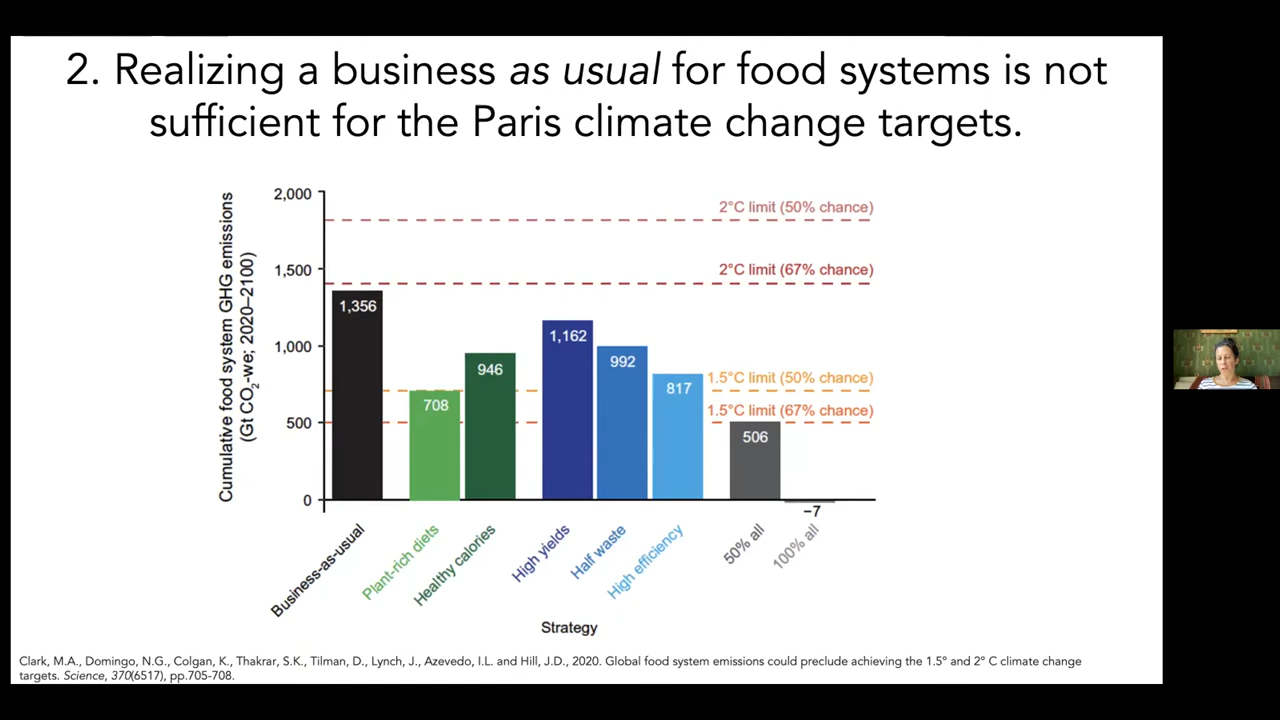 2. Realizing a business as usual for food systems is not
sufficient for the Paris climate change targets.
Cumulative food system GHG emissions
(Gt CO2-we; 2020–2100)
2,000
1,500
1,000
500
0
2°C limit (50% chance)
2°C limit (67% chance)
1.5°C limit (50% chance)
1.5°C limit (67% chance)
1,356
708
946
1,162
992
817
506
−7
Business-as-usual
Plant-rich diets
Healthy calories
High yields
Half waste
High efficiency
50% all
100% all
Strategy
Clark, M.A., Domingo, N.G., Colgan, K., Thakrar, S.K., Tilman, D., Lynch, J., Azevedo, I.L. and Hill, J.D., 2020. Global food system emissions could preclude achieving the 1.5° and 2° C climate change
targets. Science, 370(6517), pp.705-708.